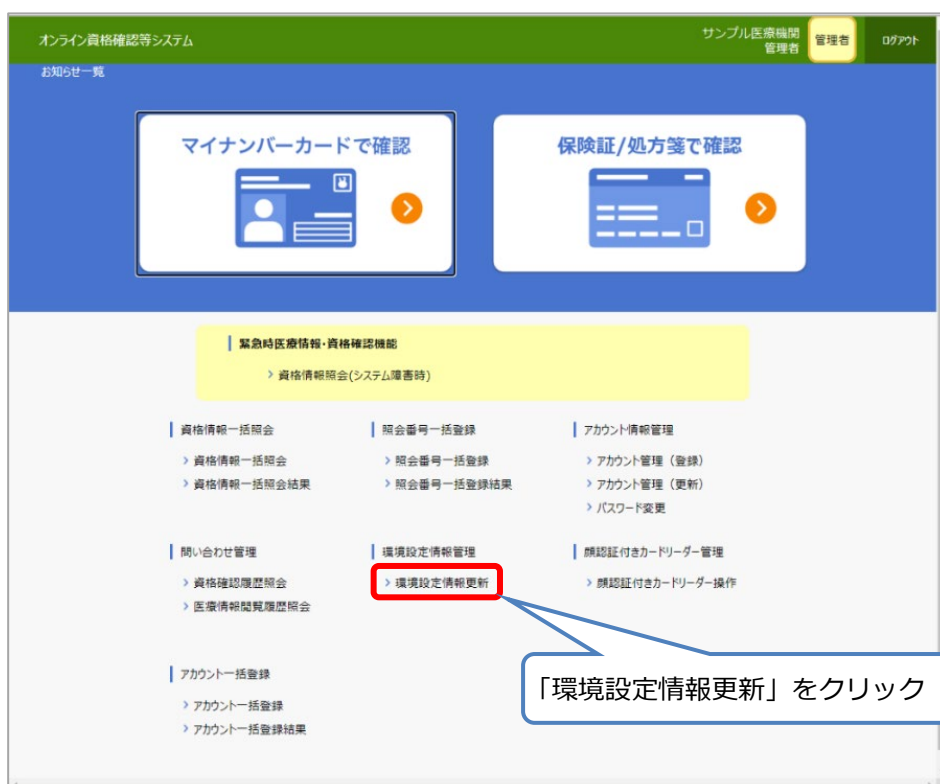 オンライン資格確認等システム
サンプル医療機関
管理者
管理者
ログアウト
お知らせ一覧
マイナンバーカードで確認
保険証/処方箋で確認
緊急時医療情報・資格確認機能
資格情報照会(システム障害時)
資格情報一括照会
資格情報一括照会
資格情報一括照会結果
照会番号一括登録
照会番号一括登録
照会番号一括登録結果
アカウント情報管理
アカウント管理（登録）
アカウント管理（更新）
パスワード変更
問い合わせ管理
資格確認履歴照会
医療情報閲覧履歴照会
環境設定情報管理
環境設定情報更新
顔認証付きカードリーダー管理
顔認証付きカードリーダー操作
「環境設定情報更新」をクリック
アカウント一括登録
アカウント一括登録
アカウント一括登録結果